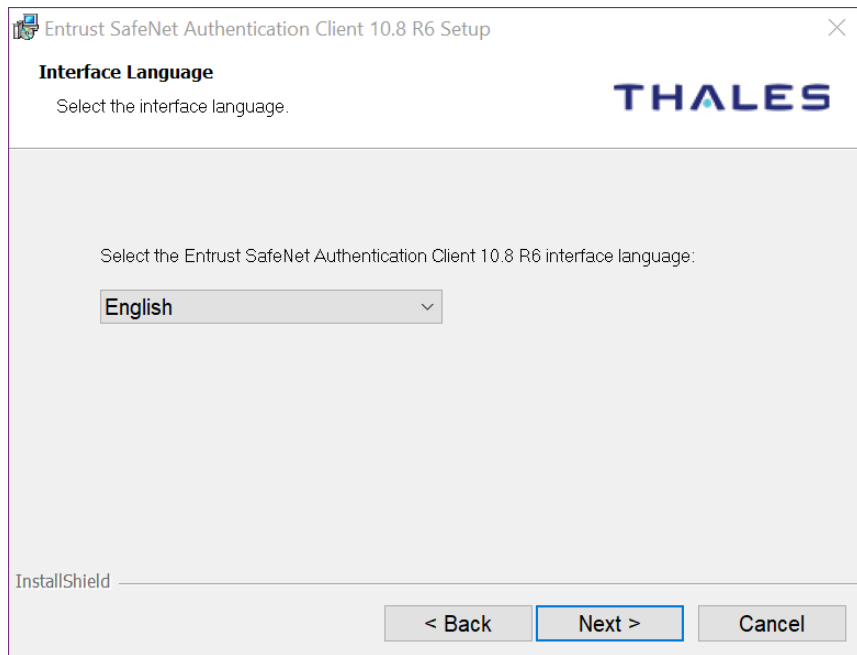 Entrust SafeNet Authentication Client 10.8 R6 Setup
Interface Language
Select the interface language.
THALES
Select the Entrust SafeNet Authentication Client 10.8 R6 interface language:
English
InstallShield
< Back
Next >
Cancel